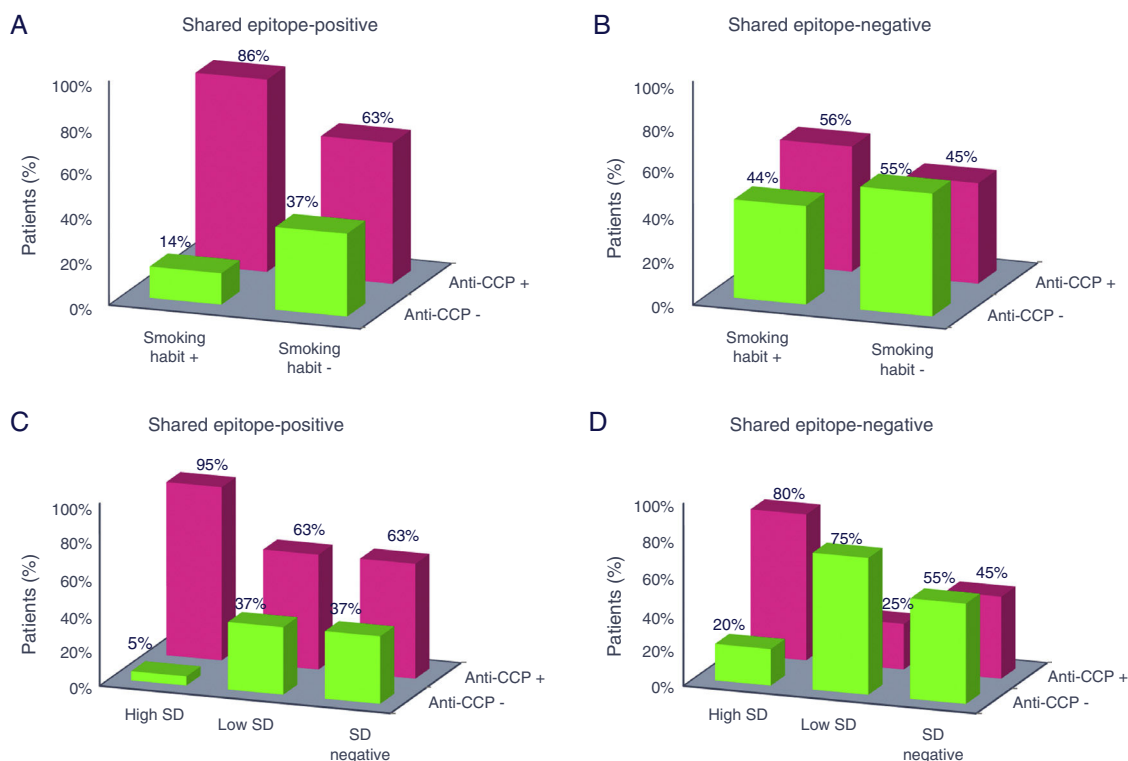 A
Shared epitope-positive
86%
63%
37%
14%
100%
80%
60%
40%
20%
0%
Patients (%)
Anti-CCP +
Anti-CCP -
Smoking
habit +
Smoking
habit -
B
Shared epitope-negative
56%
45%
55%
44%
100%
80%
60%
40%
20%
0%
Patients (%)
Anti-CCP +
Anti-CCP -
Smoking
habit +
Smoking
habit -
C
Shared epitope-positive
95%
63%
63%
37%
37%
5%
100%
80%
60%
40%
20%
0%
Patients (%)
Anti-CCP +
Anti-CCP -
High SD
Low SD
SD
negative
D
Shared epitope-negative
80%
75%
55%
45%
25%
20%
100%
80%
60%
40%
20%
0%
Patients (%)
Anti-CCP +
Anti-CCP -
High SD
Low SD
SD
negative